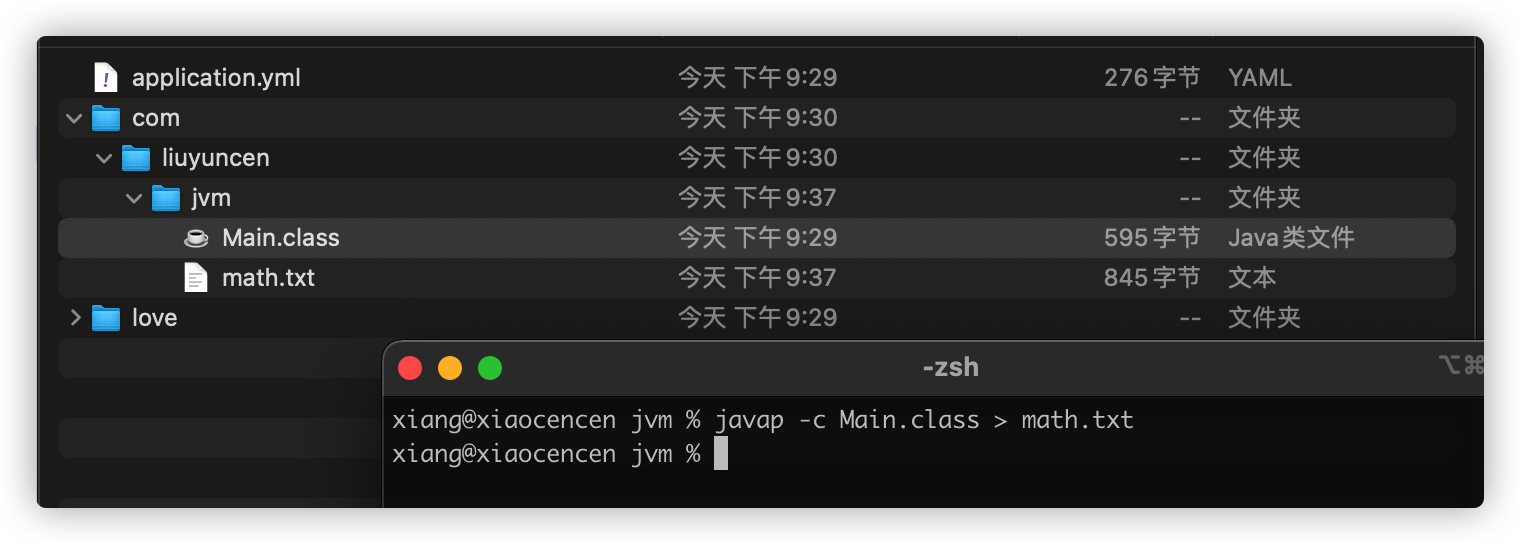 application.yml 今天 下午9:29 276字节 YAML
com 今天 下午9:30 -- 文件夹
liuyuncen 今天 下午9:30 -- 文件夹
jvm 今天 下午9:37 -- 文件夹
Main.class 今天 下午9:29 595字节 Java类文件
math.txt 今天 下午9:37 845字节 文本
love 今天 下午9:29 -- 文件夹
-zsh ⌥⌘
xiang@xiaocencen jvm % javap -c Main.class > math.txt
xiang@xiaocencen jvm %